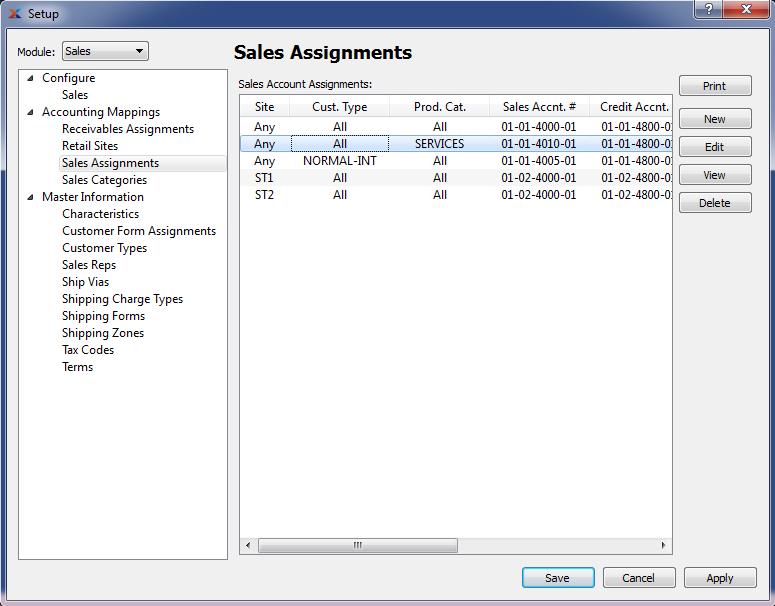 Setup
Module: Sales
Sales Assignments
Configure
Sales
Accounting Mappings
Receivables Assignments
Retail Sites
Sales Assignments
Sales Categories
Master Information
Characteristics
Customer Form Assignments
Customer Types
Sales Reps
Ship Vias
Shipping Charge Types
Shipping Forms
Shipping Zones
Tax Codes
Terms
Sales Account Assignments:
Site Cust. Type Prod. Cat. Sales Accnt. # Credit Accnt.
Any All All 01-01-4000-01 01-01-4800-0
Any All SERVICES 01-01-4010-01 01-01-4800-0
Any NORMAL-INT All 01-01-4005-01 01-01-4800-0
ST1 All All 01-02-4000-01 01-02-4800-0
ST2 All All 01-02-4000-01 01-02-4800-0
Print
New
Edit
View
Delete
Save Cancel Apply